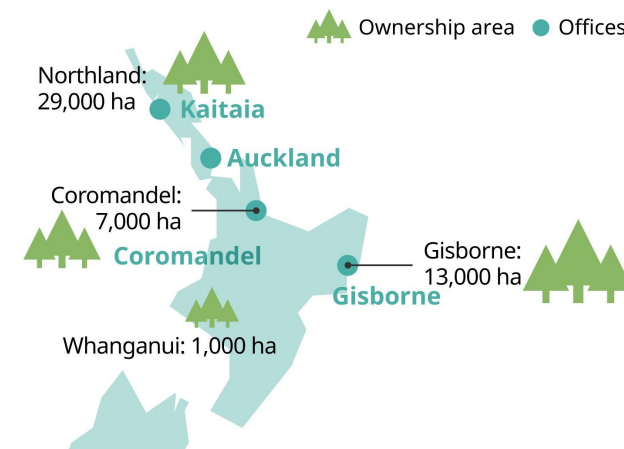 Ownership area
Offices
Northland:
29,000 ha
Kaitaia
Auckland
Coromandel:
7,000 ha
Coromandel
Gisborne:
13,000 ha
Gisborne
Whanganui: 1,000 ha